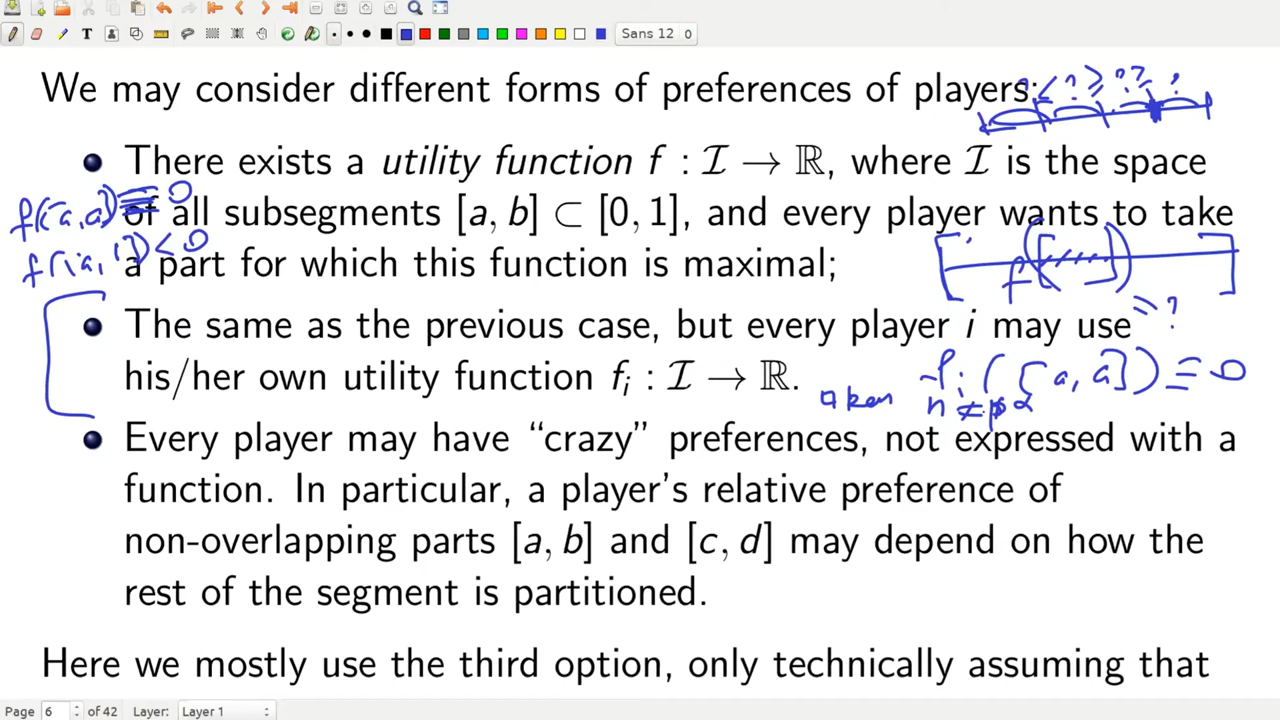 Sans 12 0
We may consider different forms of preferences of players:
There exists a utility function f : 𝓘 → ℝ, where 𝓘 is the space
of all subsegments [a, b] ⊂ [0, 1], and every player wants to take
a part for which this function is maximal;
The same as the previous case, but every player i may use
his/her own utility function fᵢ : 𝓘 → ℝ.
Every player may have “crazy” preferences, not expressed with a
function. In particular, a player’s relative preference of
non-overlapping parts [a, b] and [c, d] may depend on how the
rest of the segment is partitioned.
Here we mostly use the third option, only technically assuming that
? < ? ≥ ? ? ?
f([a,a]) ≡ 0
f([a,1]) < 0
f
= ?
fᵢ([a,a]) ≡ 0
Page 6 of 42 Layer: Layer 1